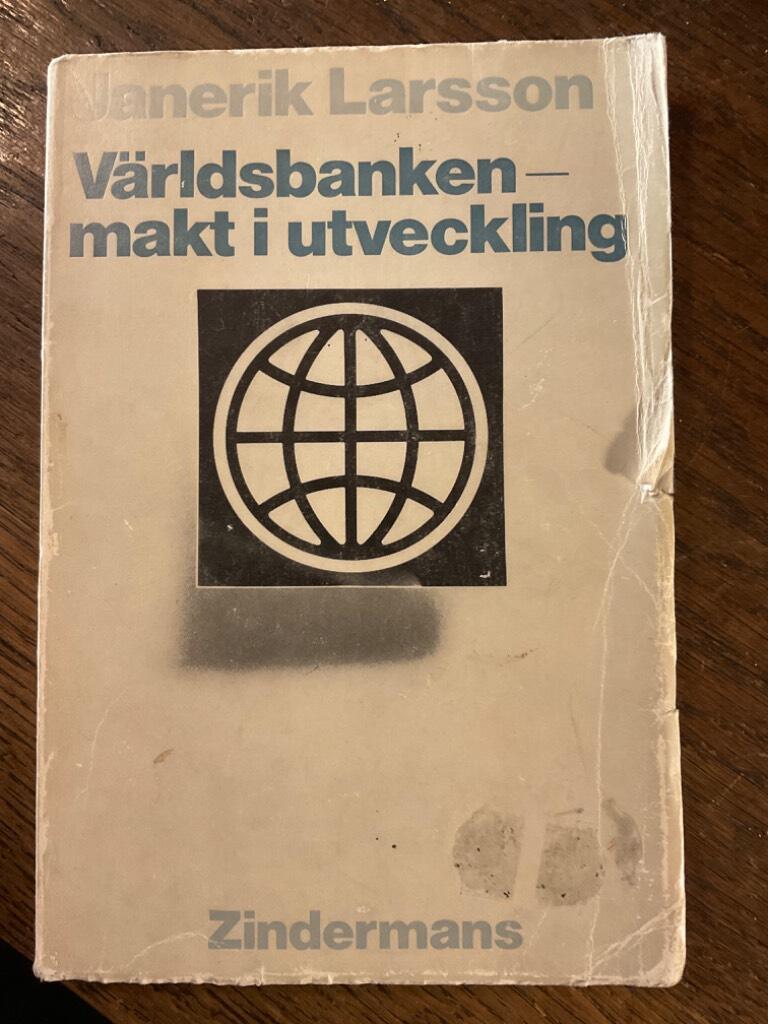 Janerik Larsson
Världsbanken –
makt i utveckling
Zindermans